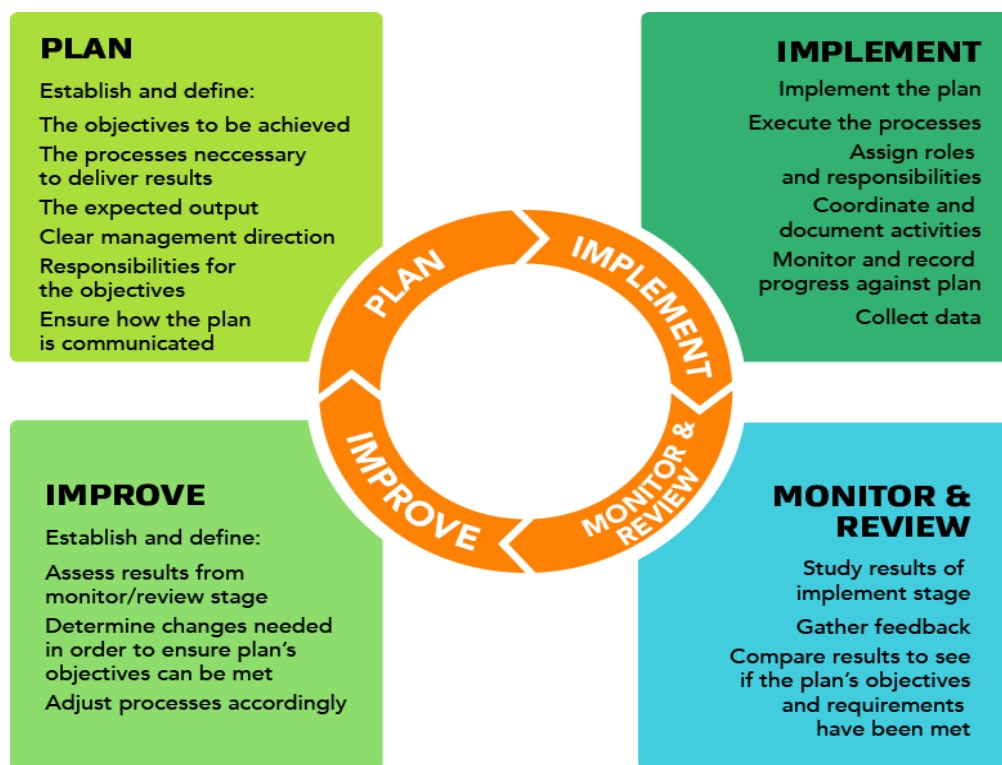 PLAN
Establish and define:
The objectives to be achieved
The processes neccessary
to deliver results
The expected output
Clear management direction
Responsibilities for
the objectives
Ensure how the plan
is communicated
IMPLEMENT
Implement the plan
Execute the processes
Assign roles
and responsibilities
Coordinate and
document activities
Monitor and record
progress against plan
Collect data
PLAN
IMPLEMENT
MONITOR &
REVIEW
IMPROVE
IMPROVE
Establish and define:
Assess results from
monitor/review stage
Determine changes needed
in order to ensure plan's
objectives can be met
Adjust processes accordingly
MONITOR &
REVIEW
Study results of
implement stage
Gather feedback
Compare results to see
if the plan's objectives
and requirements
have been met